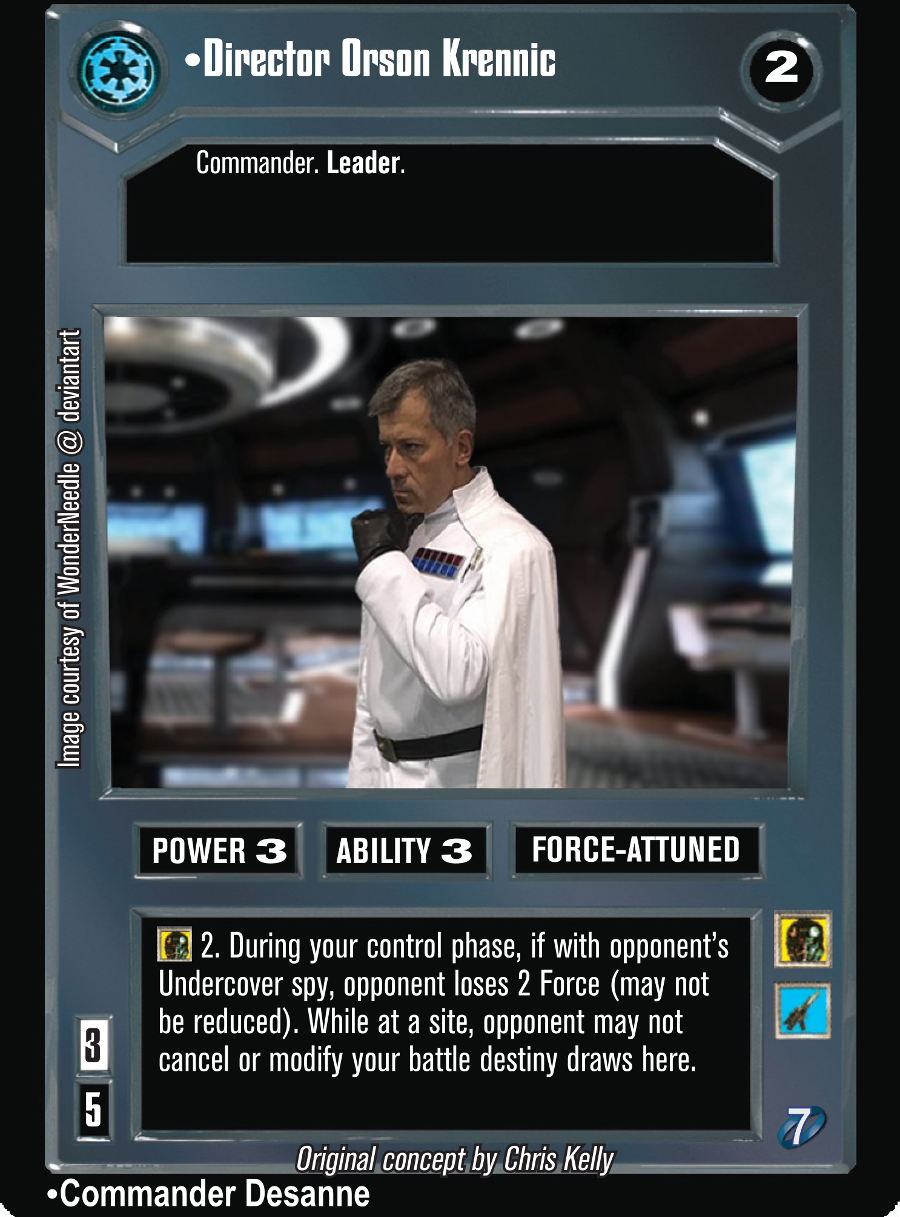 •Director Orson Krennic
2
Commander. Leader.
Image courtesy of WonderNeedle @ deviantart
POWER 3
ABILITY 3
FORCE-ATTUNED
2. During your control phase, if with opponent’s
Undercover spy, opponent loses 2 Force (may not
be reduced). While at a site, opponent may not
cancel or modify your battle destiny draws here.
3
5
7
Original concept by Chris Kelly
•Commander Desanne